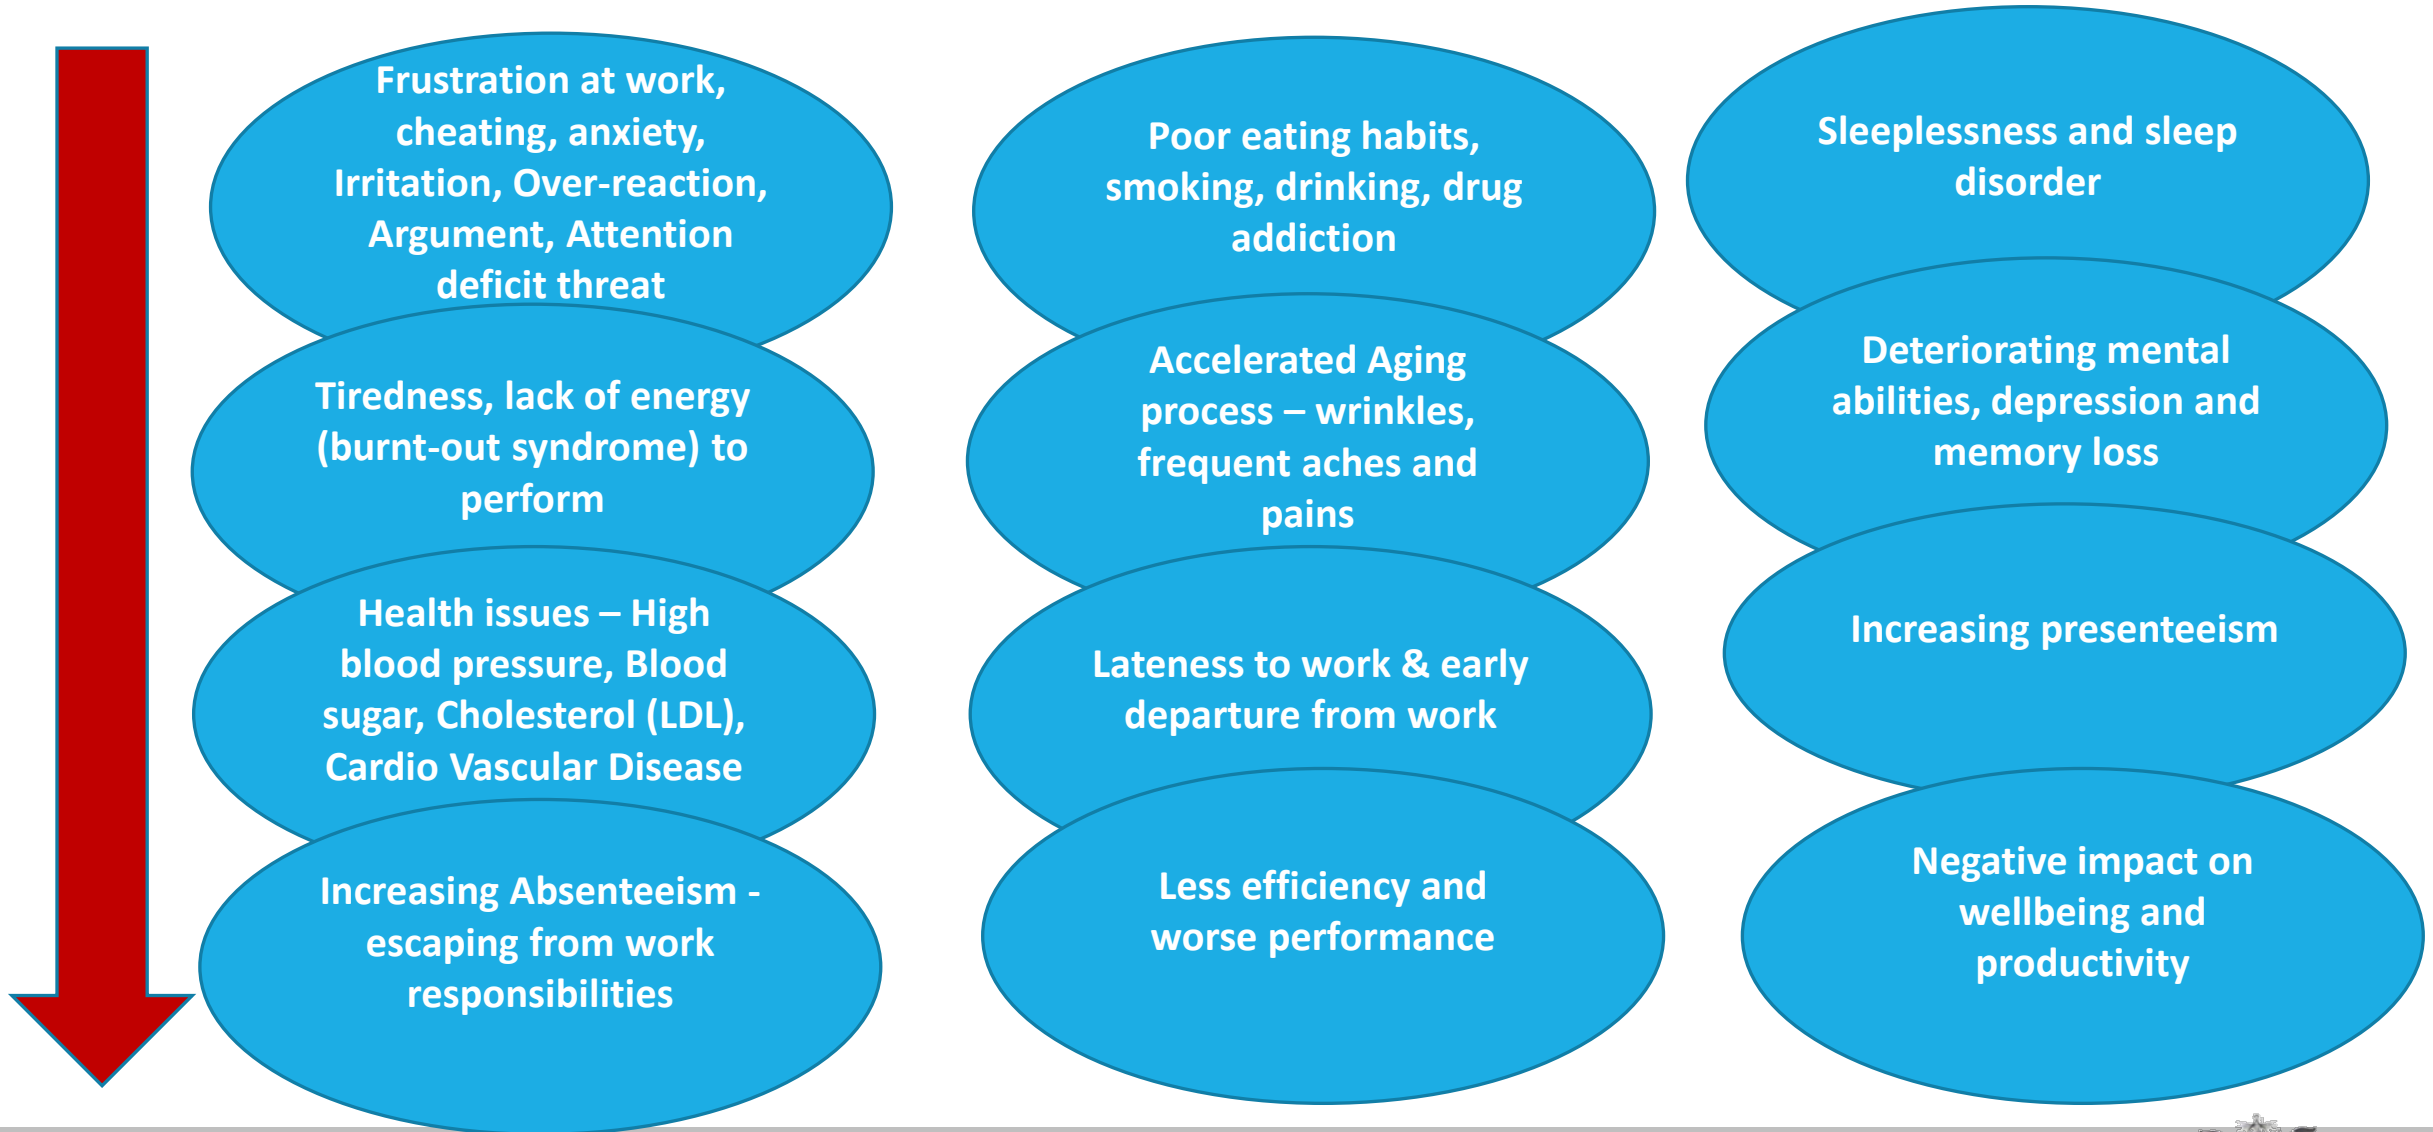 Frustration at work,
cheating, anxiety,
Irritation, Over-reaction,
Argument, Attention
deficit threat
Tiredness, lack of energy
(burnt-out syndrome) to
perform
Health issues – High
blood pressure, Blood
sugar, Cholesterol (LDL),
Cardio Vascular Disease
Increasing Absenteeism -
escaping from work
responsibilities
Poor eating habits,
smoking, drinking, drug
addiction
Accelerated Aging
process – wrinkles,
frequent aches and
pains
Lateness to work & early
departure from work
Less efficiency and
worse performance
Sleeplessness and sleep
disorder
Deteriorating mental
abilities, depression and
memory loss
Increasing presenteeism
Negative impact on
wellbeing and
productivity